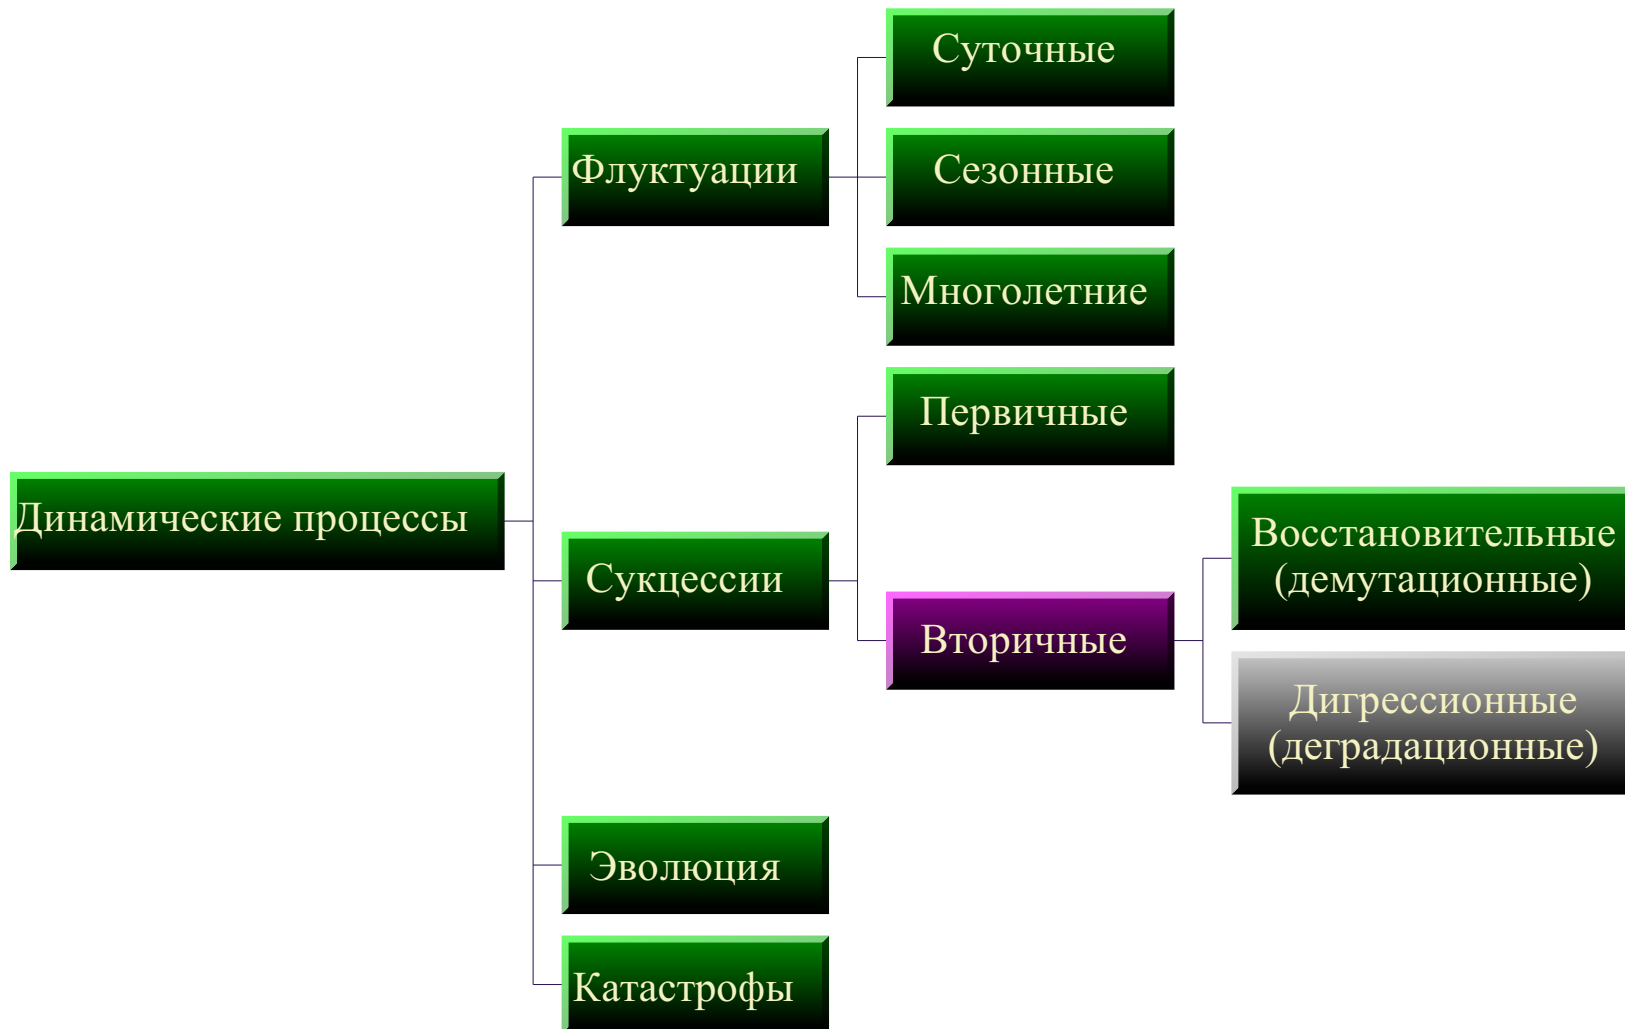 Суточные
Флуктуации
Сезонные
Многолетние
Первичные
Динамические процессы
Сукцессии
Вторичные
Восстановительные
(демутационные)
Дигрессионные
(деградационные)
Эволюция
Катастрофы